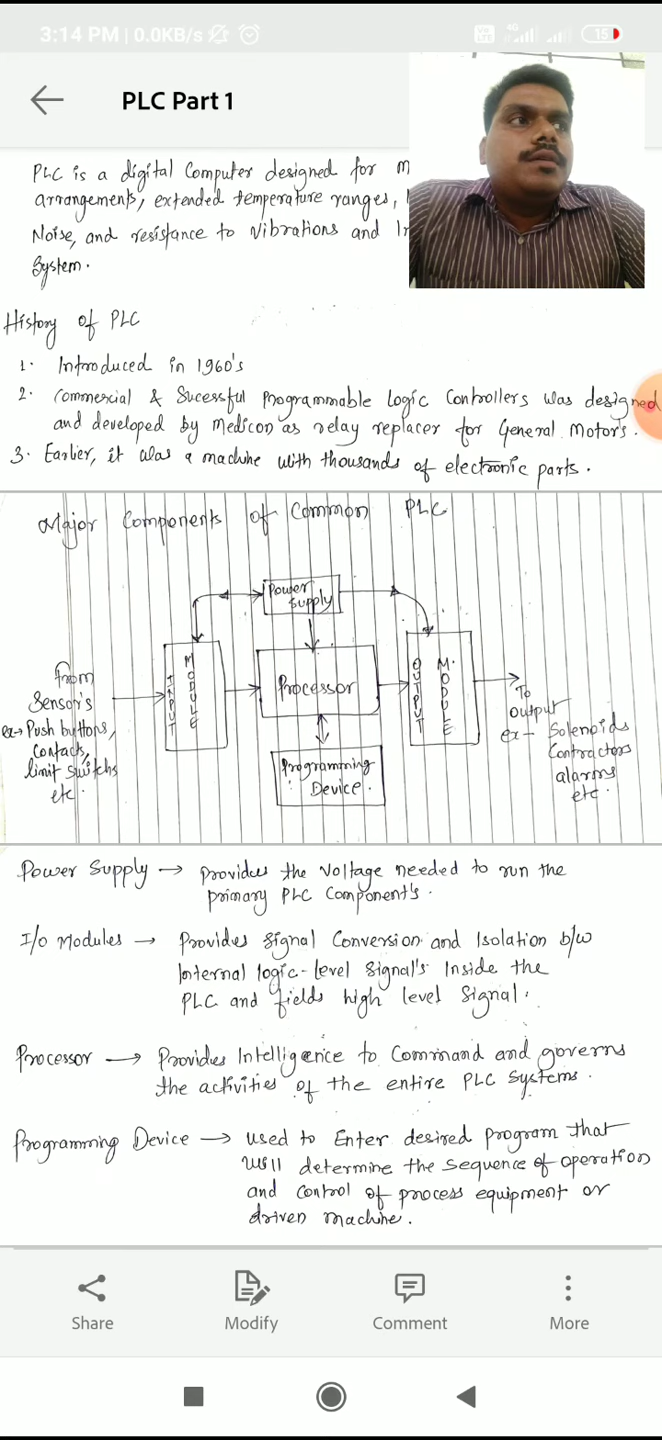 3:14 PM | 0.0KB/s
4G
15
PLC Part 1
PLC is a digital Computer designed for m
arrangements, extended temperature ranges,
Noise, and resistance to vibrations and In
System.
History of PLC
1. Introduced in 1960's
2. Commercial & Sucessful Programmable Logic Controllers was designed
and developed by Medicon as relay replacer for General Motor's.
3. Earlier, it was a machine with thousands of electronic parts.
Major Components of Common PLC
Power
Supply
From
Sensor's
ex→ Push buttons,
Contacts,
limit switchs
etc.
INPUT
MODULE
Processor
OUTPUT
MODULE
To
output
ex – Solenoids
Contractors
alarms
etc.
Programming
Device.
Power Supply → Provides the voltage needed to run the
primary PLC Component's.
I/o Modules → Provides Signal Conversion and Isolation b/w
Internal logic-level Signal's Inside the
PLC and fields high level Signal.
Processor → Provides Intelligence to Command and governs
the activities of the entire PLC Systems.
Programming Device → used to Enter desired program that
will determine the sequence of operation
and control of process equipment or
driven machine.
Share
Modify
Comment
More